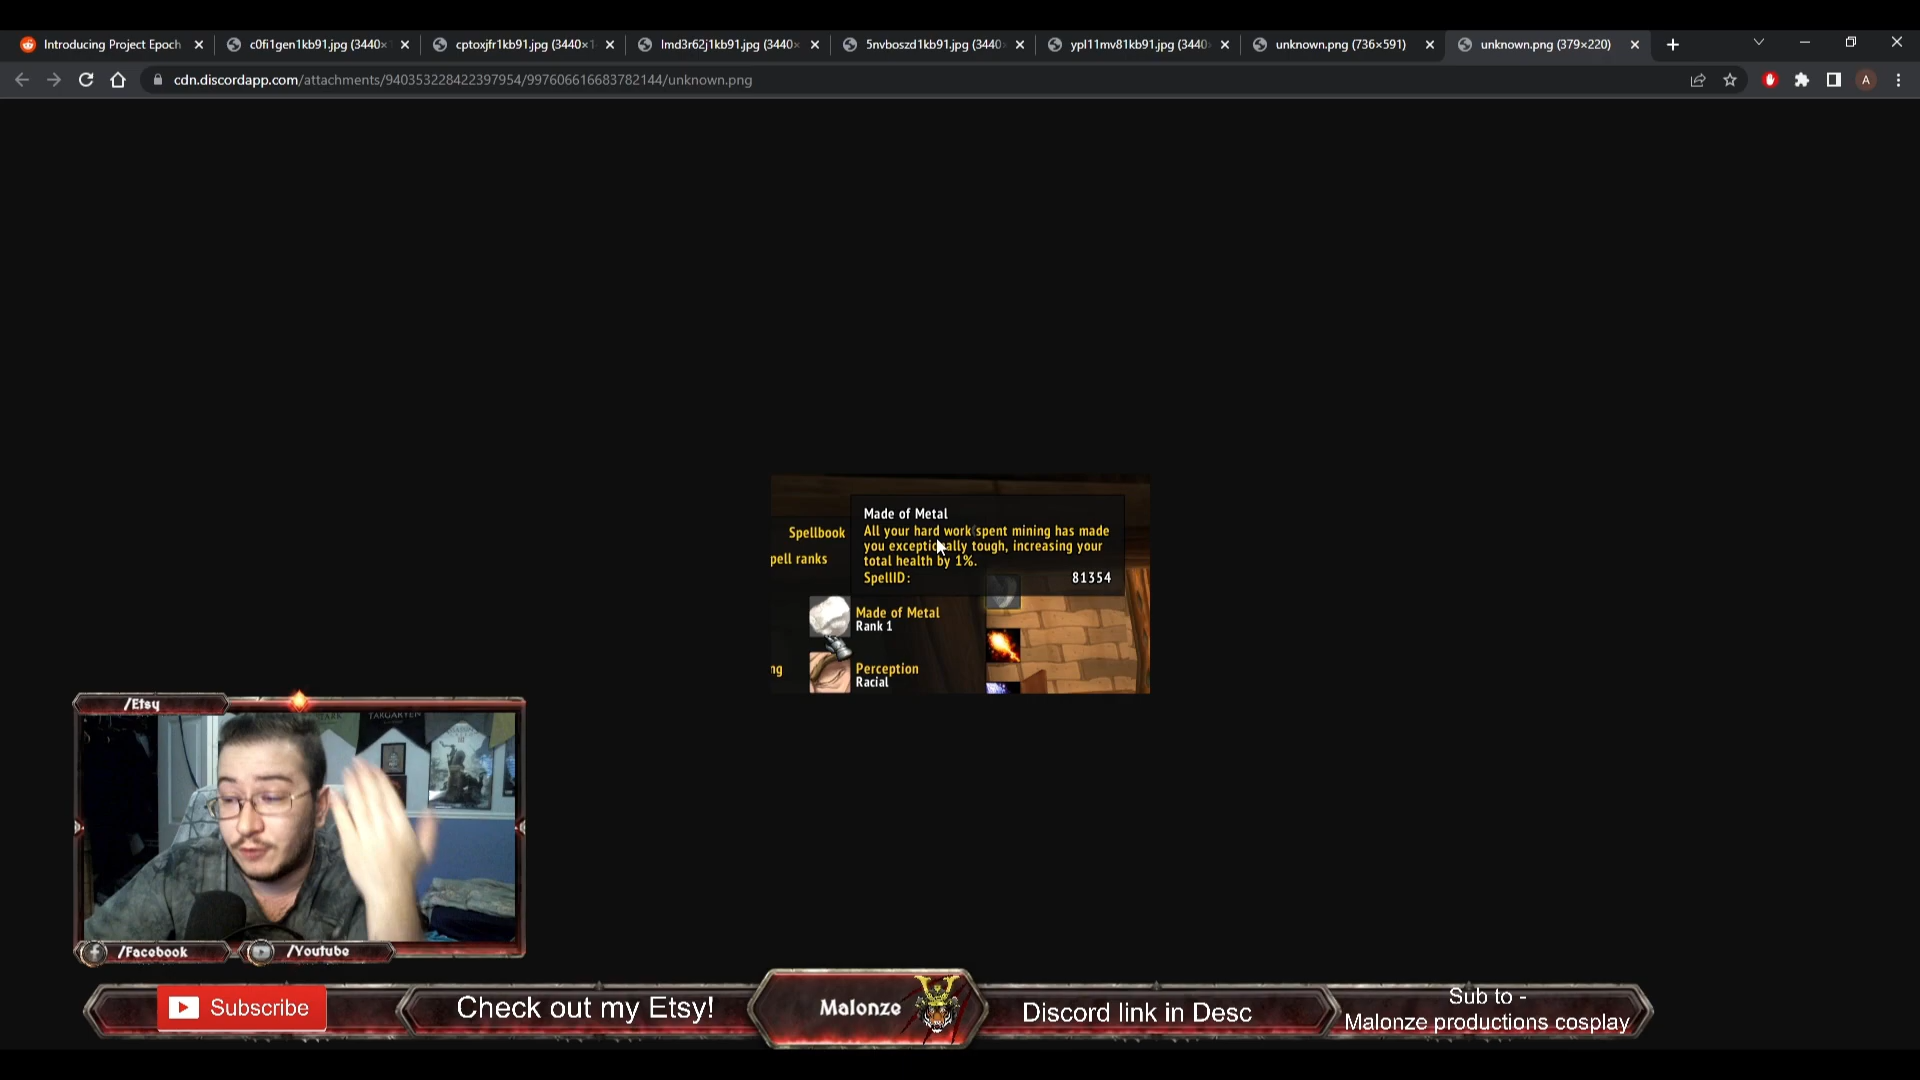 Introducing Project Epoch
c0fi1gen1kb91.jpg (3440×
cptoxjfr1kb91.jpg (3440×1
lmd3r62j1kb91.jpg (3440×
5nvboszd1kb91.jpg (3440
ypl11mv81kb91.jpg (3440
unknown.png (736×591)
unknown.png (379×220)
cdn.discordapp.com/attachments/940353228422397954/997606616683782144/unknown.png
A
Made of Metal
Spellbook
All your hard work spent mining has made
you exceptionally tough, increasing your
pell ranks
total health by 1%.
SpellID: 81354
Made of Metal
Rank 1
ng
Perception
Racial
/Etsy
TARGARYEN
/Facebook
/Youtube
Subscribe
Check out my Etsy!
Malonze
Discord link in Desc
Sub to -
Malonze productions cosplay